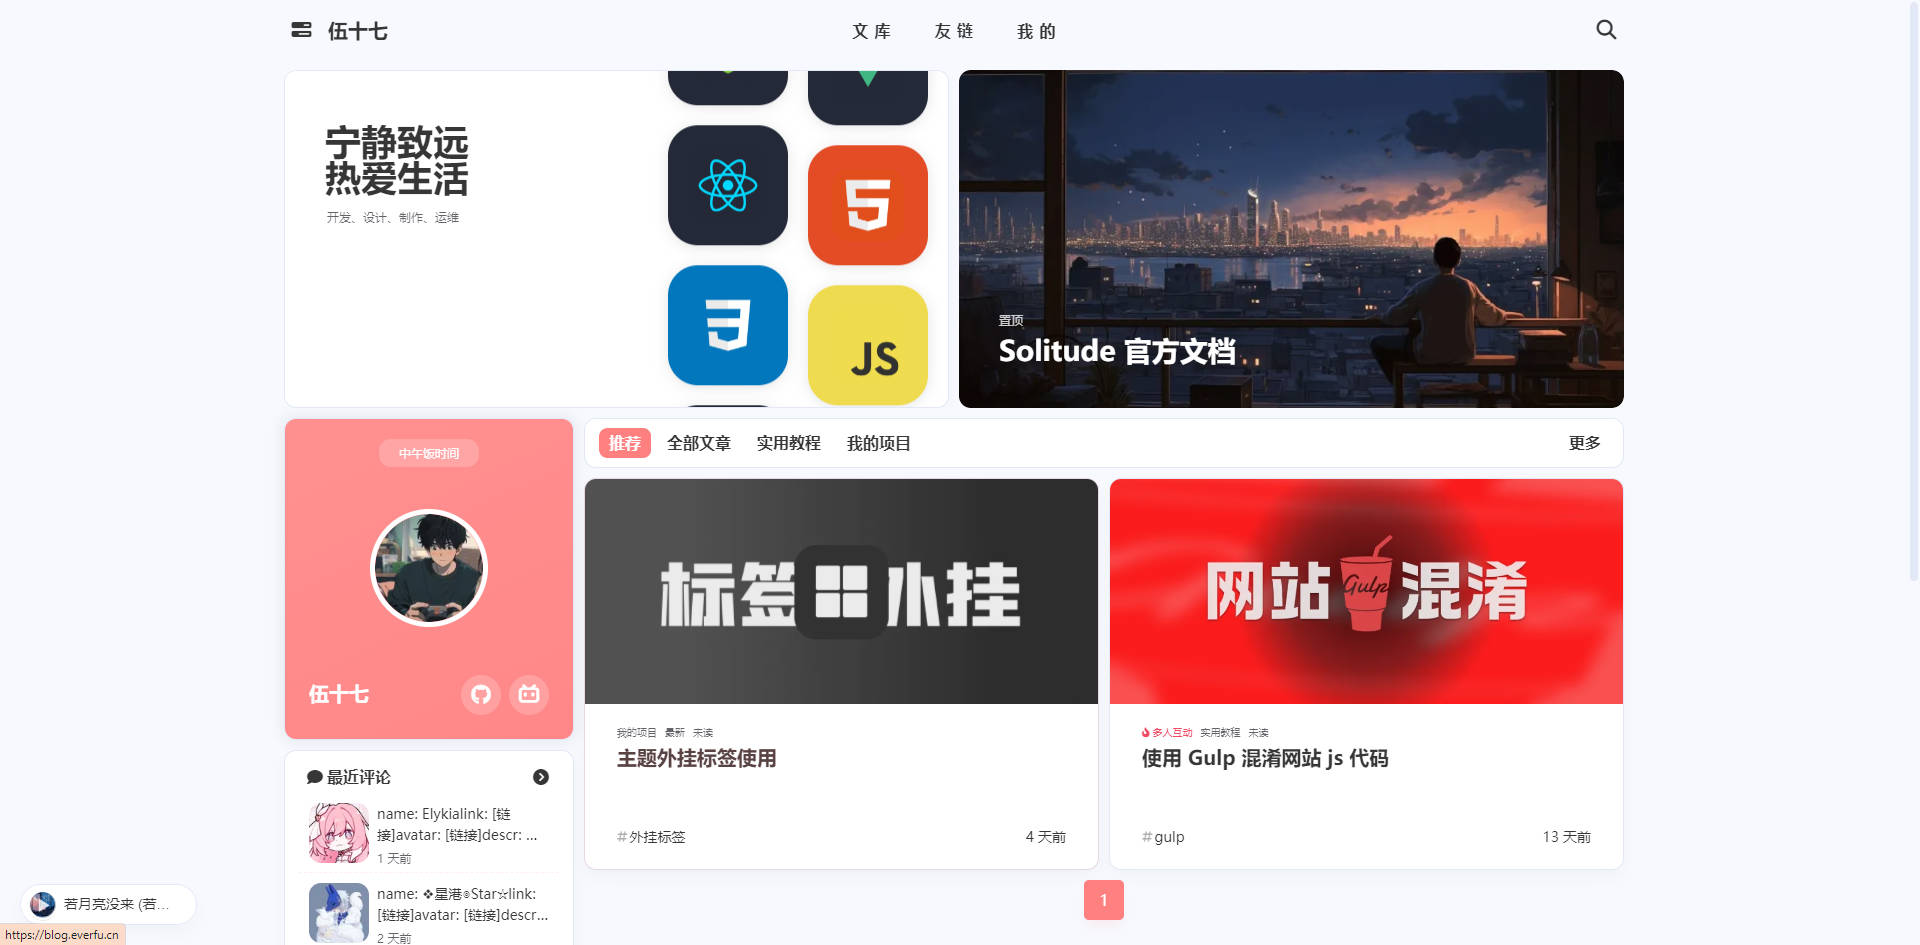 伍十七
文库
友链
我的
宁静致远
热爱生活
开发、设计、制作、运维
JS
置顶
Solitude 官方文档
中午饭时间
伍十七
推荐
全部文章
实用教程
我的项目
更多
标签
外挂
我的项目 最新 未读
主题外挂标签使用
#外挂标签
4 天前
网站
Gulp
混淆
多人互动 实用教程 未读
使用 Gulp 混淆网站 js 代码
#gulp
13 天前
最近评论
name: Elykialink: [链
接]avatar: [链接]descr: ...
1 天前
name: ❖星港⍟Star☆link:
[链接]avatar: [链接]descr...
2 天前
1
若月亮没来 (若...
https://blog.everfu.cn